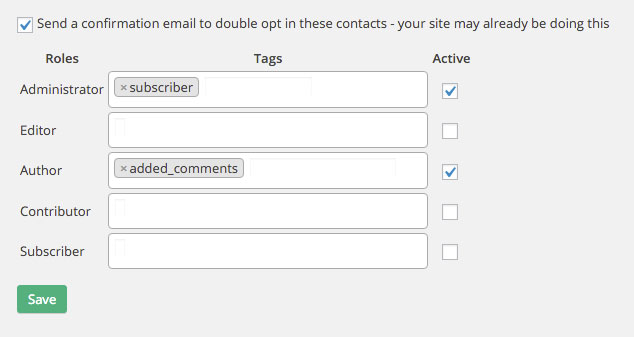 Send a confirmation email to double opt in these contacts - your site may already be doing this
Roles Tags Active
Administrator × subscriber
Editor
Author × added_comments
Contributor
Subscriber
Save